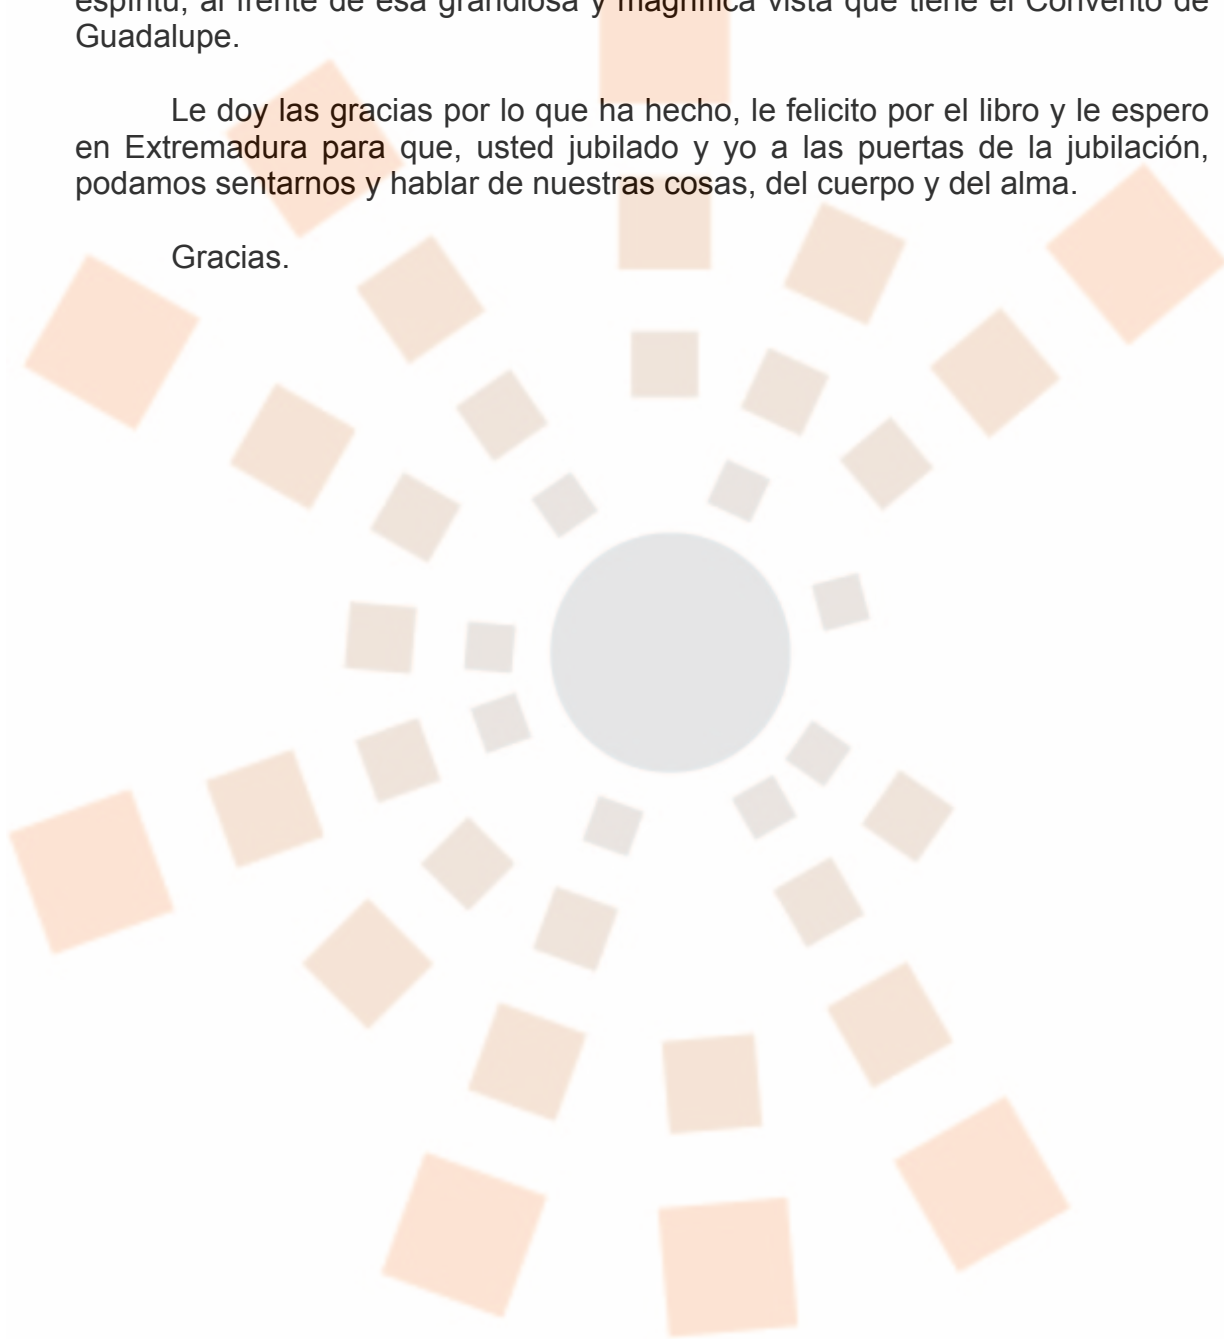 espíritu, al frente de esa grandiosa y magnífica vista que tiene el Convento de
Guadalupe.
Le doy las gracias por lo que ha hecho, le felicito por el libro y le espero
en Extremadura para que, usted jubilado y yo a las puertas de la jubilación,
podamos sentarnos y hablar de nuestras cosas, del cuerpo y del alma.
Gracias.